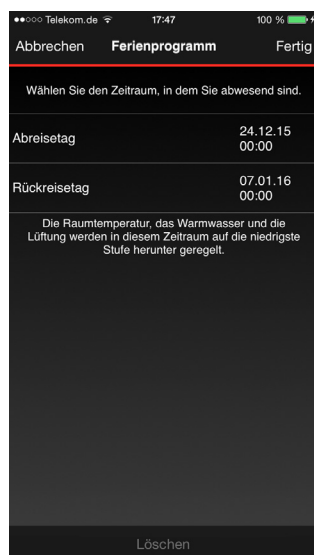 Telekom.de 17:47 100 %
Abbrechen Ferienprogramm Fertig
Wählen Sie den Zeitraum, in dem Sie abwesend sind.
Abreisetag 24.12.15
00:00
Rückreisetag 07.01.16
00:00
Die Raumtemperatur, das Warmwasser und die
Lüftung werden in diesem Zeitraum auf die niedrigste
Stufe herunter geregelt.
Löschen